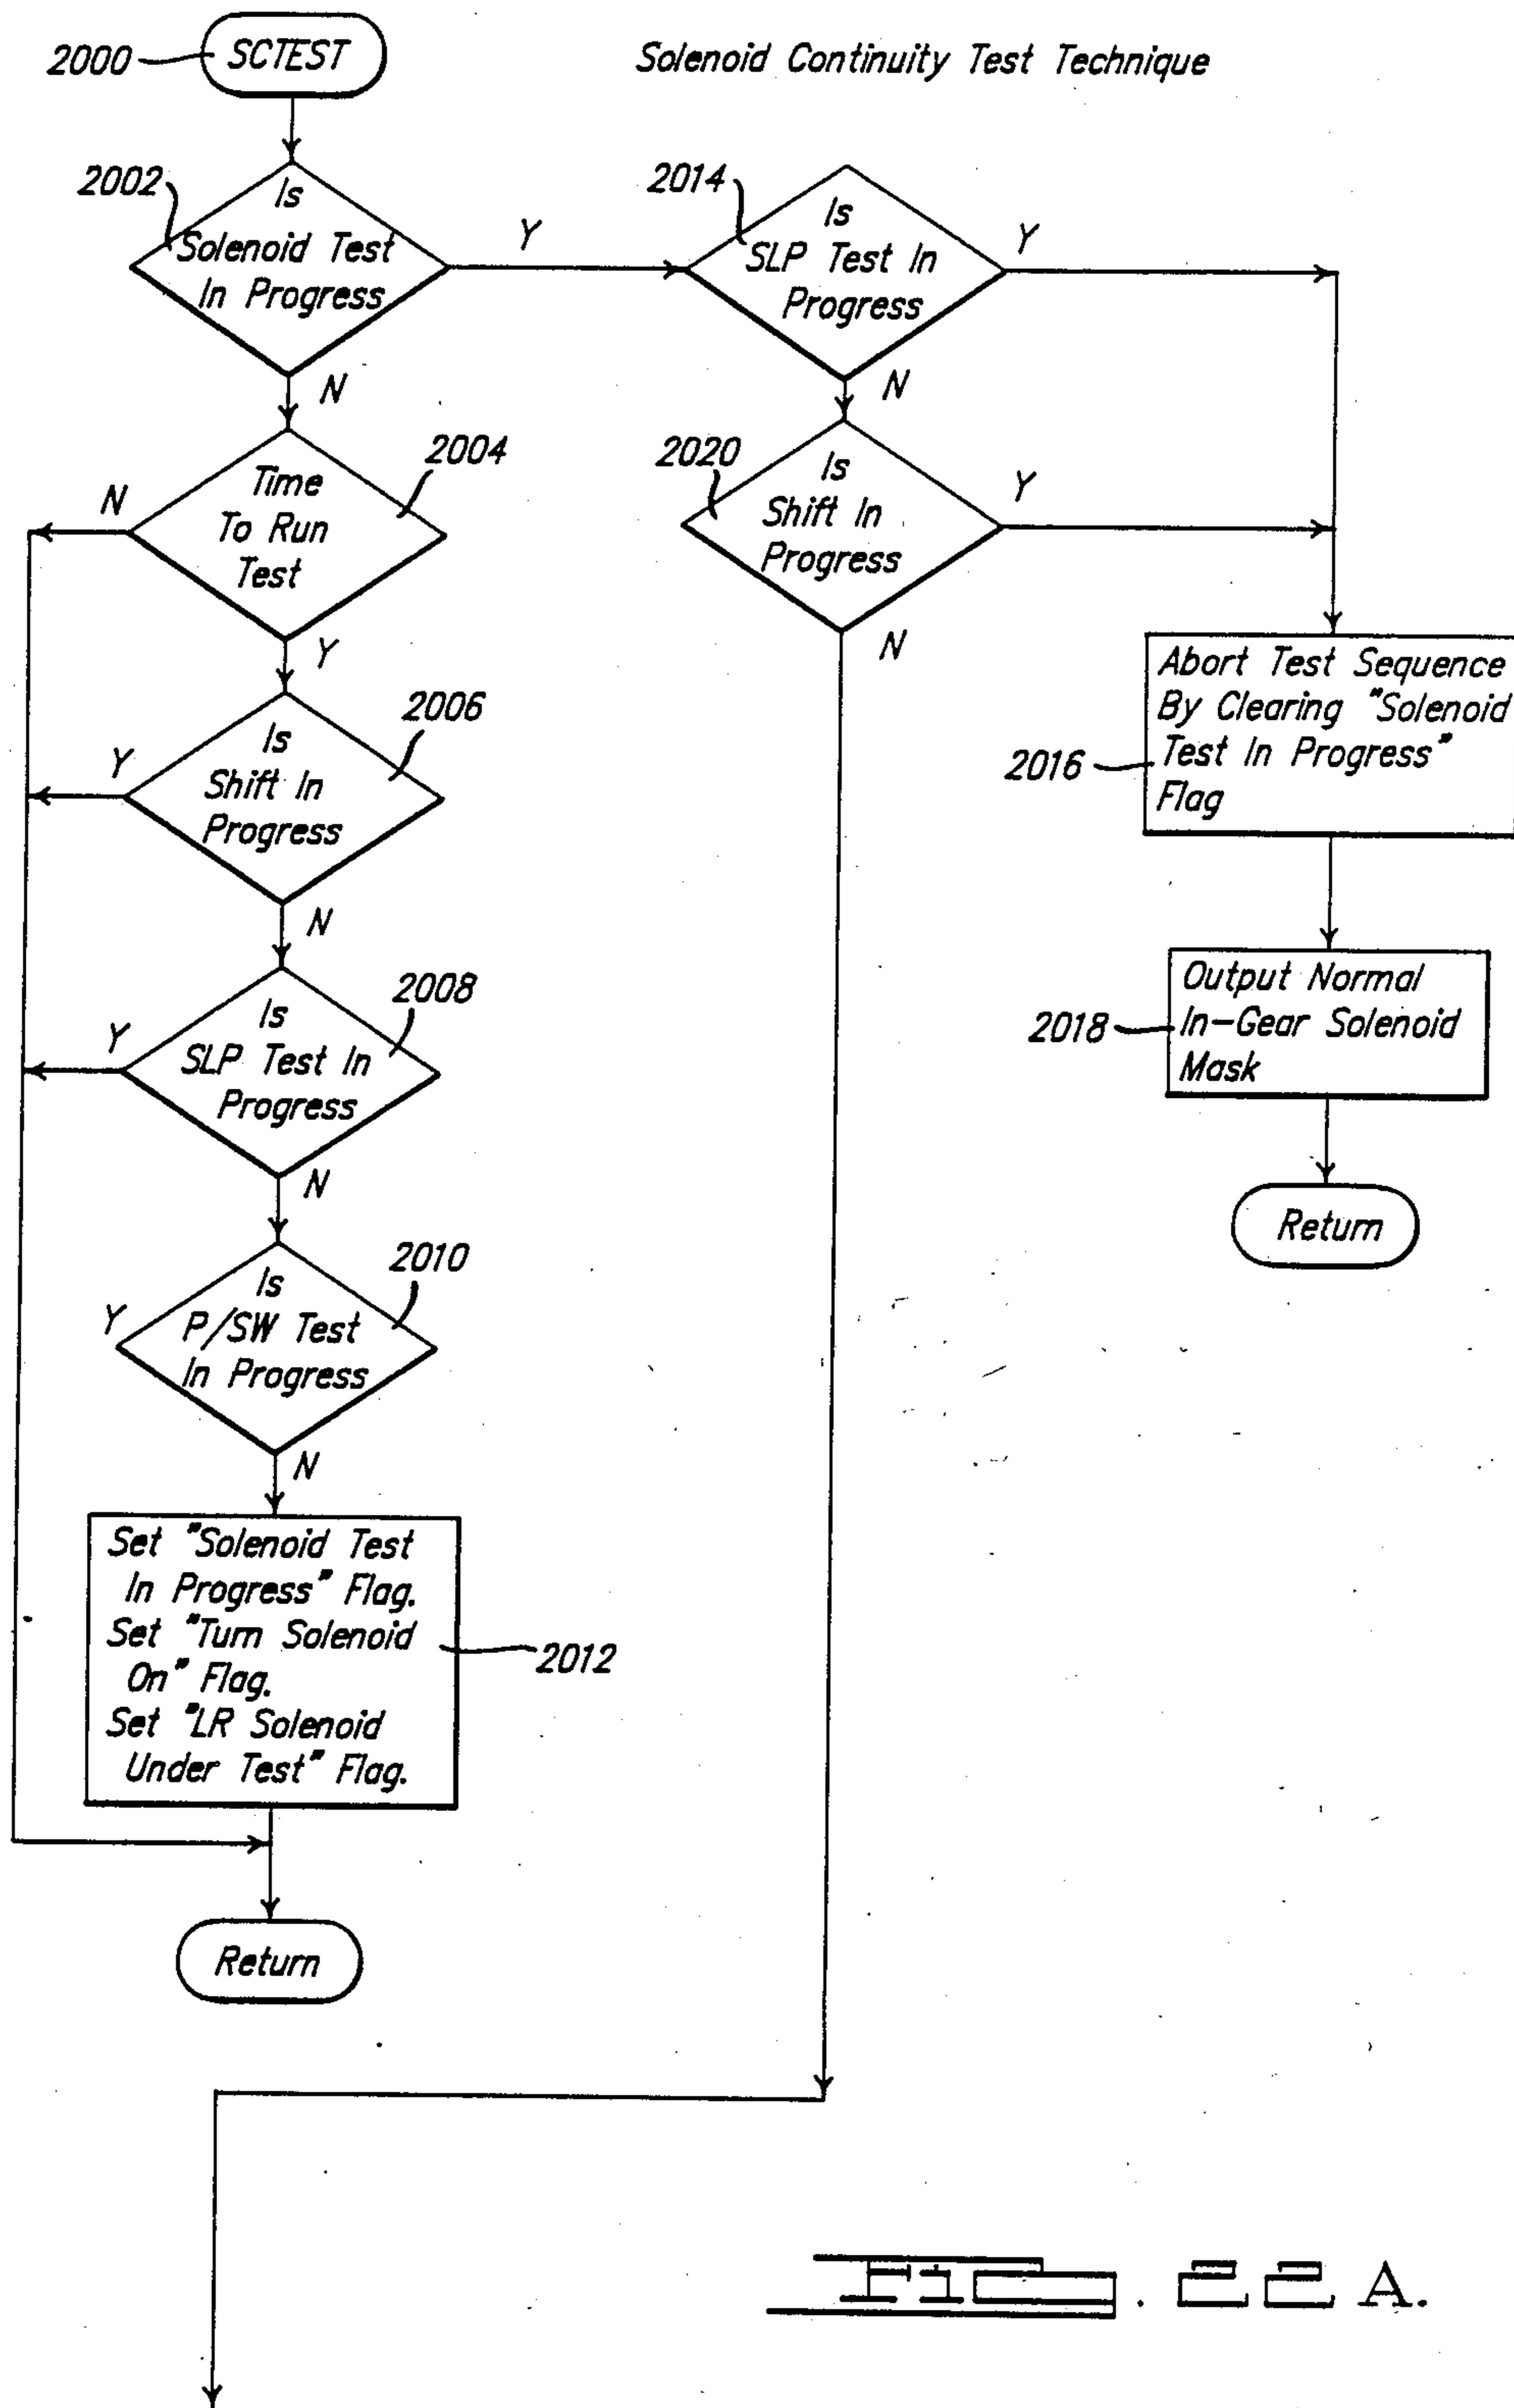 Solenoid Continuity Test Technique
2000
SCTEST
2002
Is
Solenoid Test
In Progress
Y
N
2004
Time
To Run
Test
N
Y
2006
Is
Shift In
Progress
Y
N
2008
Is
SLP Test In
Progress
Y
N
2010
Is
P/SW Test
In Progress
Y
N
Set "Solenoid Test
In Progress" Flag.
Set "Turn Solenoid
On" Flag.
Set "LR Solenoid
Under Test" Flag.
2012
Return
2014
Is
SLP Test In
Progress
Y
N
2020
Is
Shift In
Progress
Y
N
Abort Test Sequence
By Clearing "Solenoid
Test In Progress"
Flag
2016
Output Normal
In-Gear Solenoid
Mask
2018
Return
FIG. 22 A.